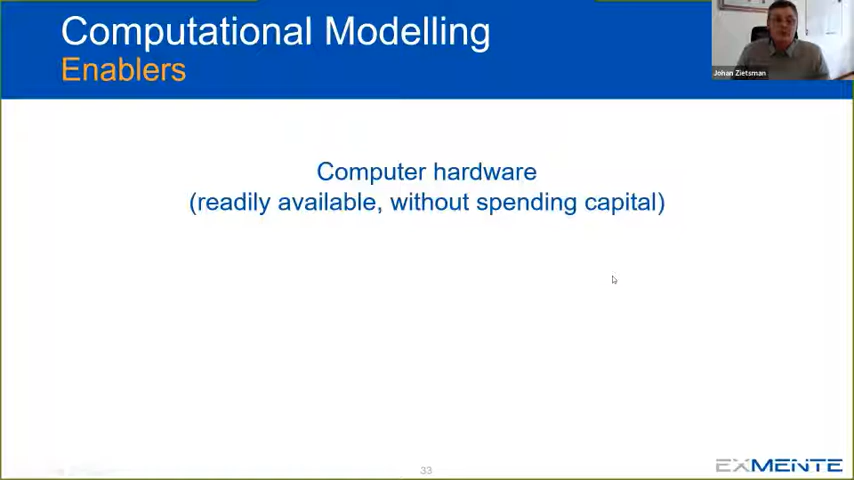 Computational Modelling
Enablers
Johan Zietsman
Computer hardware
(readily available, without spending capital)
33
EXMENTE